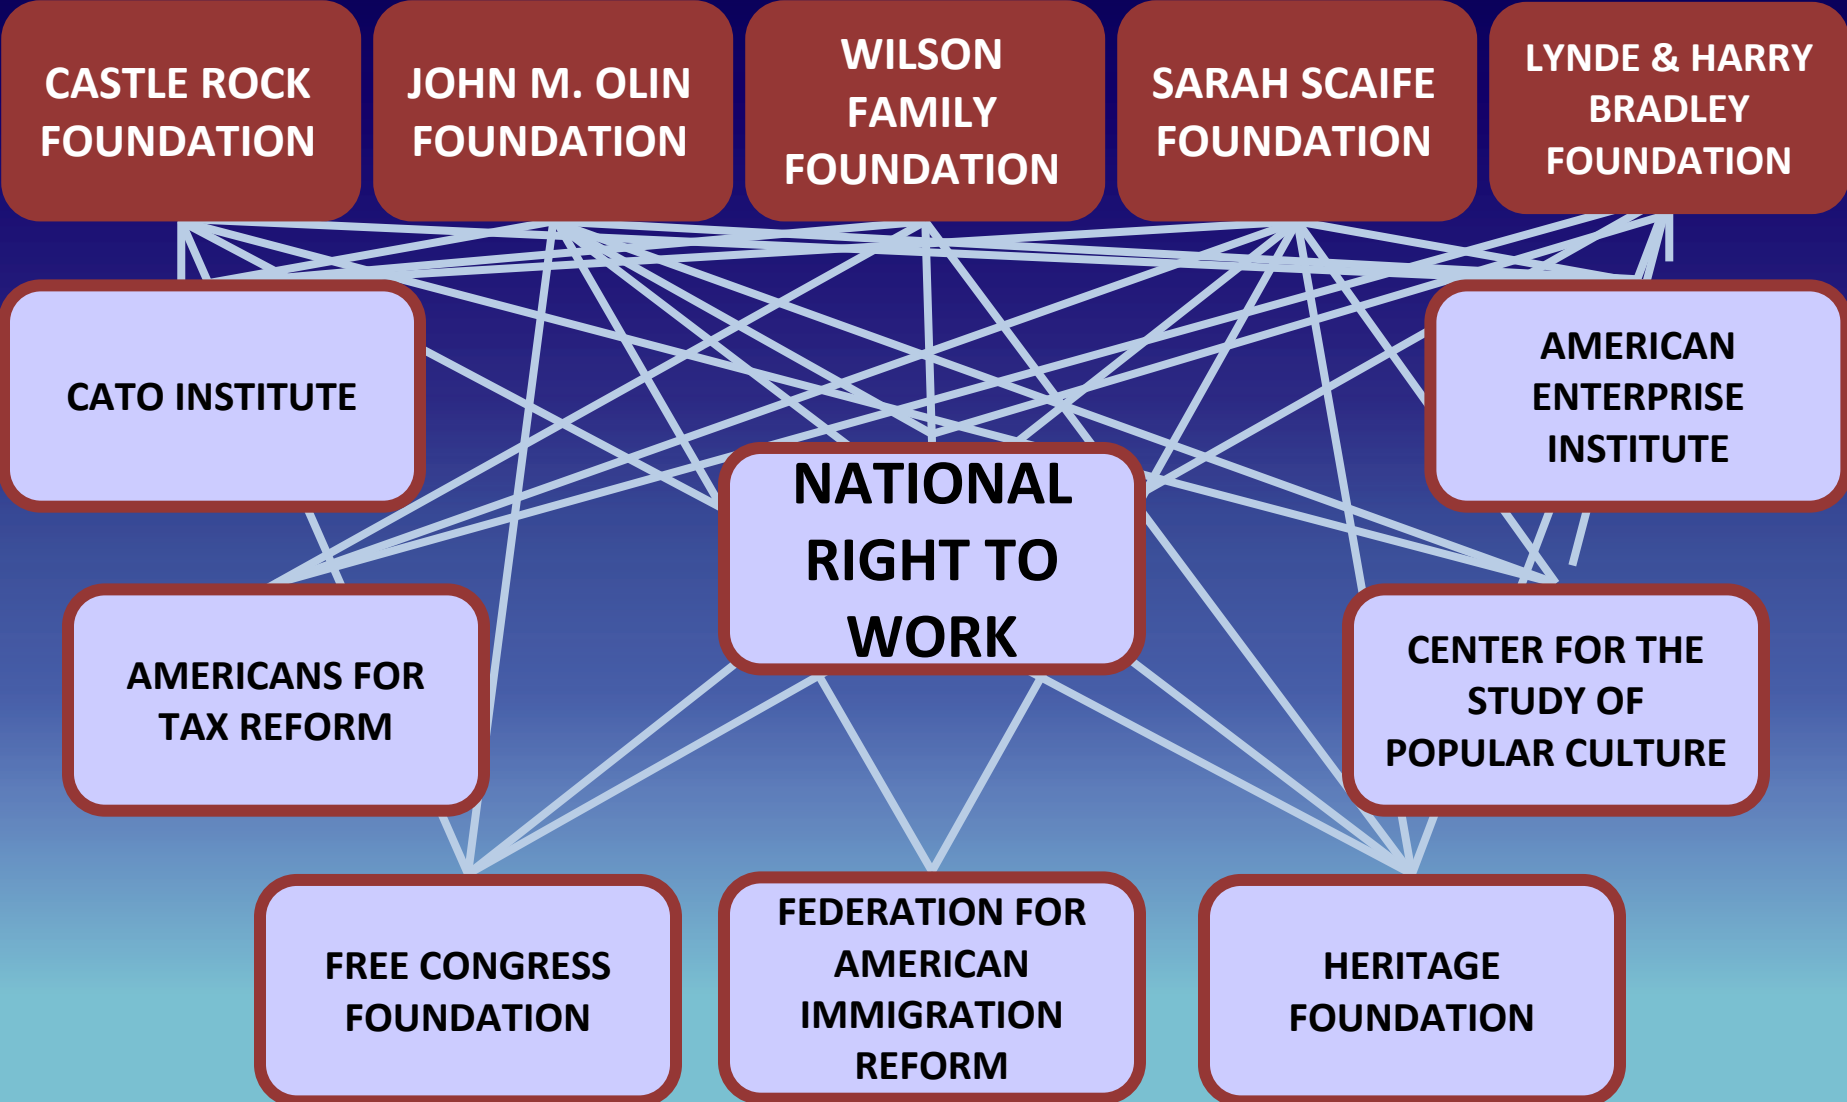 CASTLE ROCK
FOUNDATION
JOHN M. OLIN
FOUNDATION
WILSON
FAMILY
FOUNDATION
SARAH SCAIFE
FOUNDATION
LYNDE & HARRY
BRADLEY
FOUNDATION
CATO INSTITUTE
AMERICAN
ENTERPRISE
INSTITUTE
NATIONAL
RIGHT TO
WORK
AMERICANS FOR
TAX REFORM
CENTER FOR THE
STUDY OF
POPULAR CULTURE
FREE CONGRESS
FOUNDATION
FEDERATION FOR
AMERICAN
IMMIGRATION
REFORM
HERITAGE
FOUNDATION